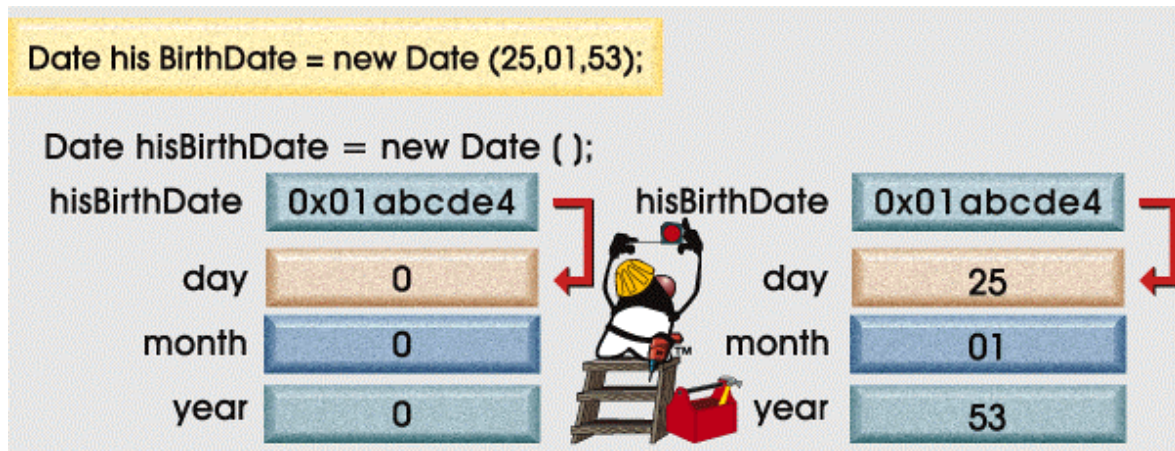 Date his BirthDate = new Date (25,01,53);
Date hisBirthDate = new Date ( );
hisBirthDate 0x01abcde4 hisBirthDate 0x01abcde4
day 0 day 25
month 0 TM month 01
year 0 year 53